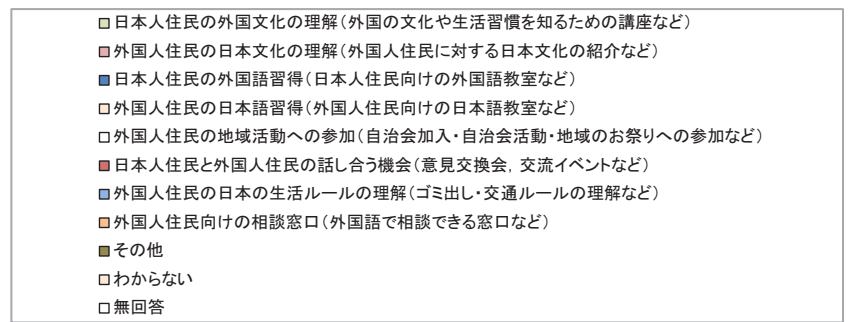 日本人住民の外国文化の理解（外国の文化や生活習慣を知るための講座など）
外国人住民の日本文化の理解（外国人住民に対する日本文化の紹介など）
日本人住民の外国語習得（日本人住民向けの外国語教室など）
外国人住民の日本語習得（外国人住民向けの日本語教室など）
外国人住民の地域活動への参加（自治会加入・自治会活動・地域のお祭りへの参加など）
日本人住民と外国人住民の話し合う機会（意見交換会，交流イベントなど）
外国人住民の日本の生活ルールの理解（ゴミ出し・交通ルールの理解など）
外国人住民向けの相談窓口（外国語で相談できる窓口など）
その他
わからない
無回答